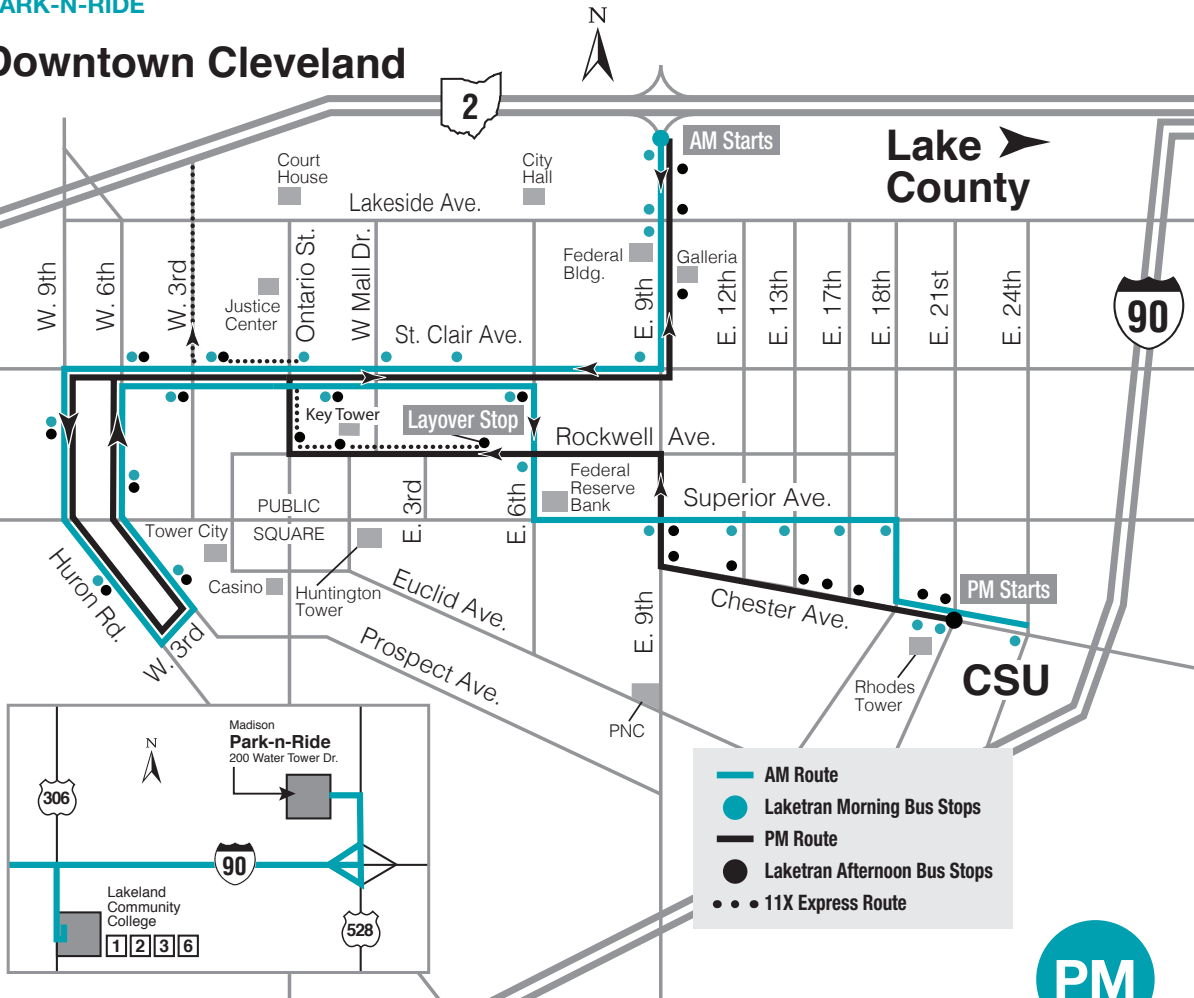 ARK-N-RIDE
Downtown Cleveland
N
2
AM Starts
Lake
County
Court
House
City
Hall
Lakeside Ave.
W. 9th
W. 6th
W. 3rd
Justice
Center
Ontario St.
W Mall Dr.
St. Clair Ave.
Federal
Bldg.
E. 9th
Galleria
E. 12th
E. 13th
E. 17th
E. 18th
E. 21st
E. 24th
90
Key Tower
Layover Stop
Rockwell Ave.
Federal
Reserve
Bank
Superior Ave.
PUBLIC
SQUARE
E. 3rd
E. 6th
Tower City
Casino
Huntington
Tower
Huron Rd.
W. 3rd
Euclid Ave.
Prospect Ave.
E. 9th
Chester Ave.
PM Starts
CSU
Rhodes
Tower
PNC
N
Madison
Park-n-Ride
200 Water Tower Dr.
306
90
Lakeland
Community
College
1 2 3 6
528
AM Route
Laketran Morning Bus Stops
PM Route
Laketran Afternoon Bus Stops
11X Express Route
PM